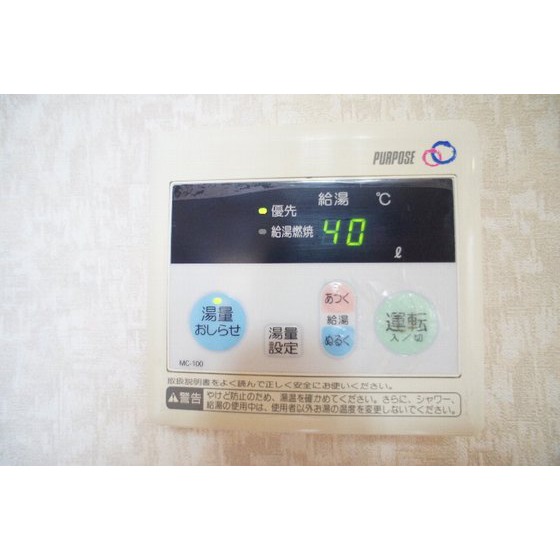 PURPOSE
給湯 ℃
優先
給湯燃焼 40
ℓ
湯量
おしらせ
湯量
設定
あつく
給湯
ぬるく
運転
入/切
MC-100
取扱説明書をよく読んで正しく安全にお使いください。
警告 やけど防止のため、湯温を確かめてください。さらに、シャワー、
給湯の使用中は、使用者以外お湯の温度を変更しないでください。